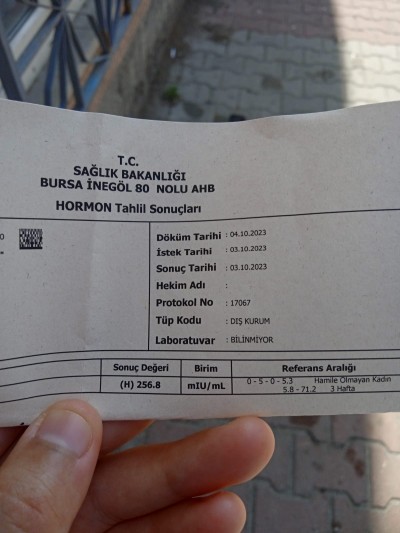 T.C.
SAĞLIK BAKANLIĞI
BURSA İNEGÖL 80 NOLU AHB
HORMON Tahlil Sonuçları
Döküm Tarihi : 04.10.2023
İstek Tarihi : 03.10.2023
Sonuç Tarihi : 03.10.2023
Hekim Adı :
Protokol No : 17067
Tüp Kodu : DIŞ KURUM
Laboratuvar : BİLİNMİYOR
Sonuç Değeri Birim Referans Aralığı
(H) 256.8 mIU/mL 0 - 5 - 0 - 5.3 Hamile Olmayan Kadın
5.8 - 71.2 3 Hafta